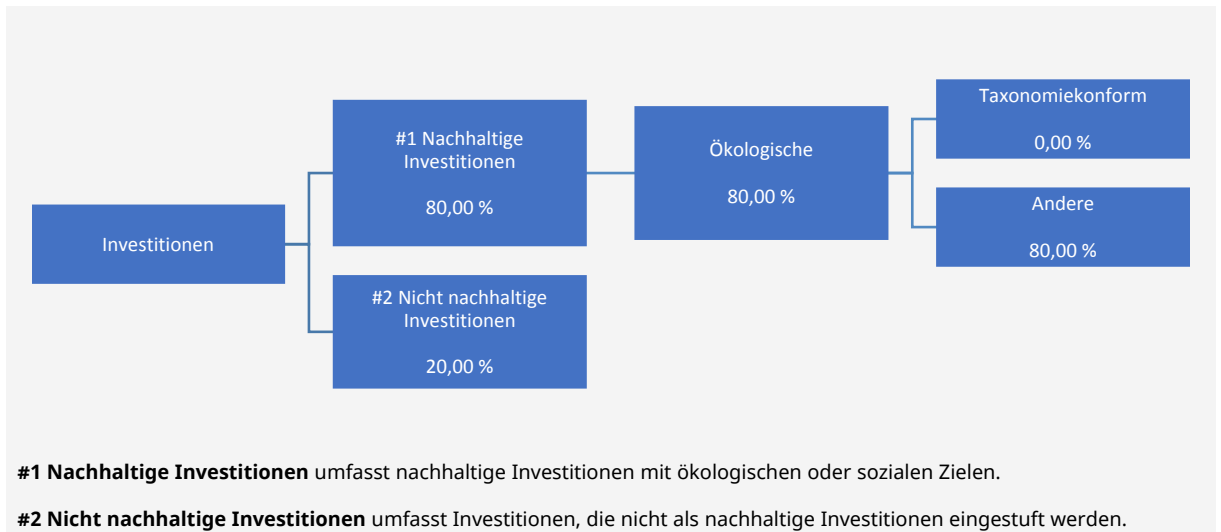 Investitionen
#1 Nachhaltige
Investitionen
80,00 %
#2 Nicht nachhaltige
Investitionen
20,00 %
Ökologische
80,00 %
Taxonomiekonform
0,00 %
Andere
80,00 %
#1 Nachhaltige Investitionen umfasst nachhaltige Investitionen mit ökologischen oder sozialen Zielen.
#2 Nicht nachhaltige Investitionen umfasst Investitionen, die nicht als nachhaltige Investitionen eingestuft werden.